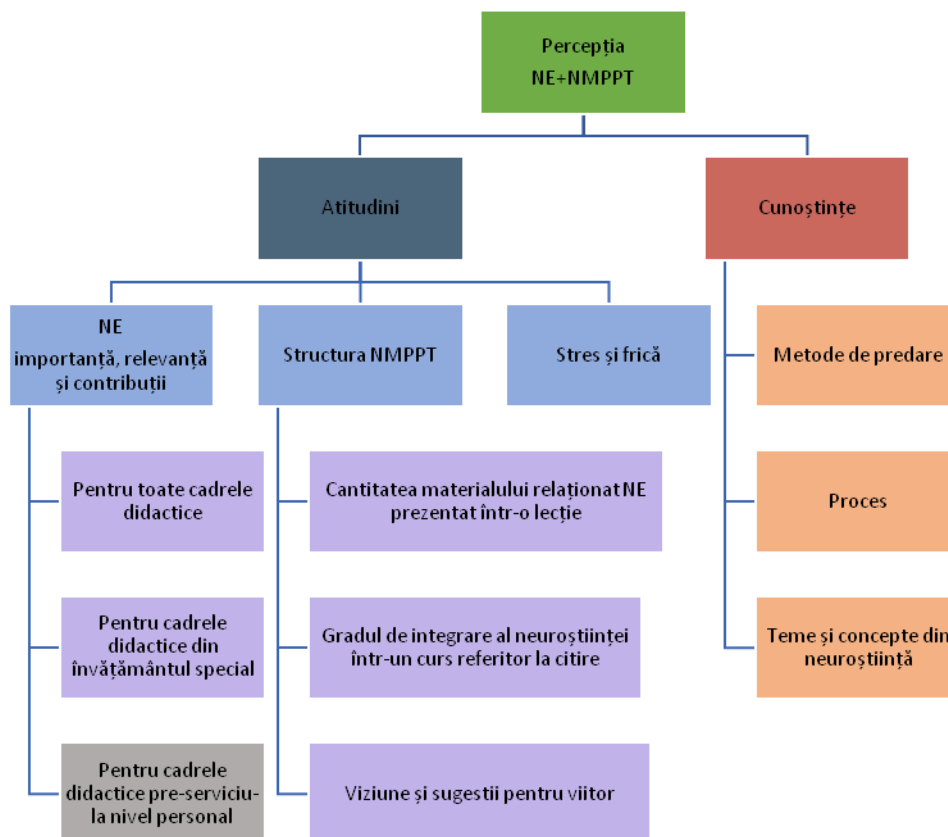 Percepția
NE+NMPPT
Atitudini
Cunoștințe
NE
importanță, relevanță
și contribuții
Structura NMPPT
Stres și frică
Metode de predare
Pentru toate cadrele
didactice
Cantitatea materialului relaționat NE
prezentat într-o lecție
Proces
Pentru cadrele
didactice din
învățământul special
Gradul de integrare al neuroștiinței
într-un curs referitor la citire
Teme și concepte din
neuroștiință
Pentru cadrele
didactice pre-serviciu-
la nivel personal
Viziune și sugestii pentru viitor